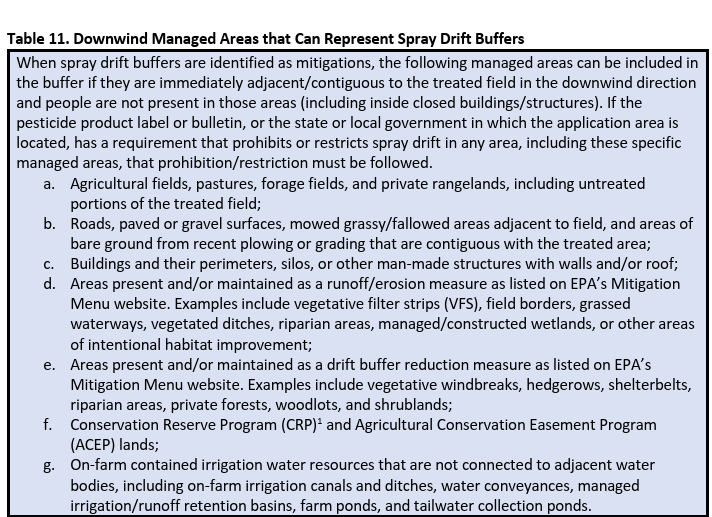 Table 11. Downwind Managed Areas that Can Represent Spray Drift Buffers
When spray drift buffers are identified as mitigations, the following managed areas can be included in
the buffer if they are immediately adjacent/contiguous to the treated field in the downwind direction
and people are not present in those areas (including inside closed buildings/structures). If the
pesticide product label or bulletin, or the state or local government in which the application area is
located, has a requirement that prohibits or restricts spray drift in any area, including these specific
managed areas, that prohibition/restriction must be followed.
a. Agricultural fields, pastures, forage fields, and private rangelands, including untreated
portions of the treated field;
b. Roads, paved or gravel surfaces, mowed grassy/fallowed areas adjacent to field, and areas of
bare ground from recent plowing or grading that are contiguous with the treated area;
c. Buildings and their perimeters, silos, or other man-made structures with walls and/or roof;
d. Areas present and/or maintained as a runoff/erosion measure as listed on EPA’s Mitigation
Menu website. Examples include vegetative filter strips (VFS), field borders, grassed
waterways, vegetated ditches, riparian areas, managed/constructed wetlands, or other areas
of intentional habitat improvement;
e. Areas present and/or maintained as a drift buffer reduction measure as listed on EPA’s
Mitigation Menu website. Examples include vegetative windbreaks, hedgerows, shelterbelts,
riparian areas, private forests, woodlots, and shrublands;
f. Conservation Reserve Program (CRP)¹ and Agricultural Conservation Easement Program
(ACEP) lands;
g. On-farm contained irrigation water resources that are not connected to adjacent water
bodies, including on-farm irrigation canals and ditches, water conveyances, managed
irrigation/runoff retention basins, farm ponds, and tailwater collection ponds.